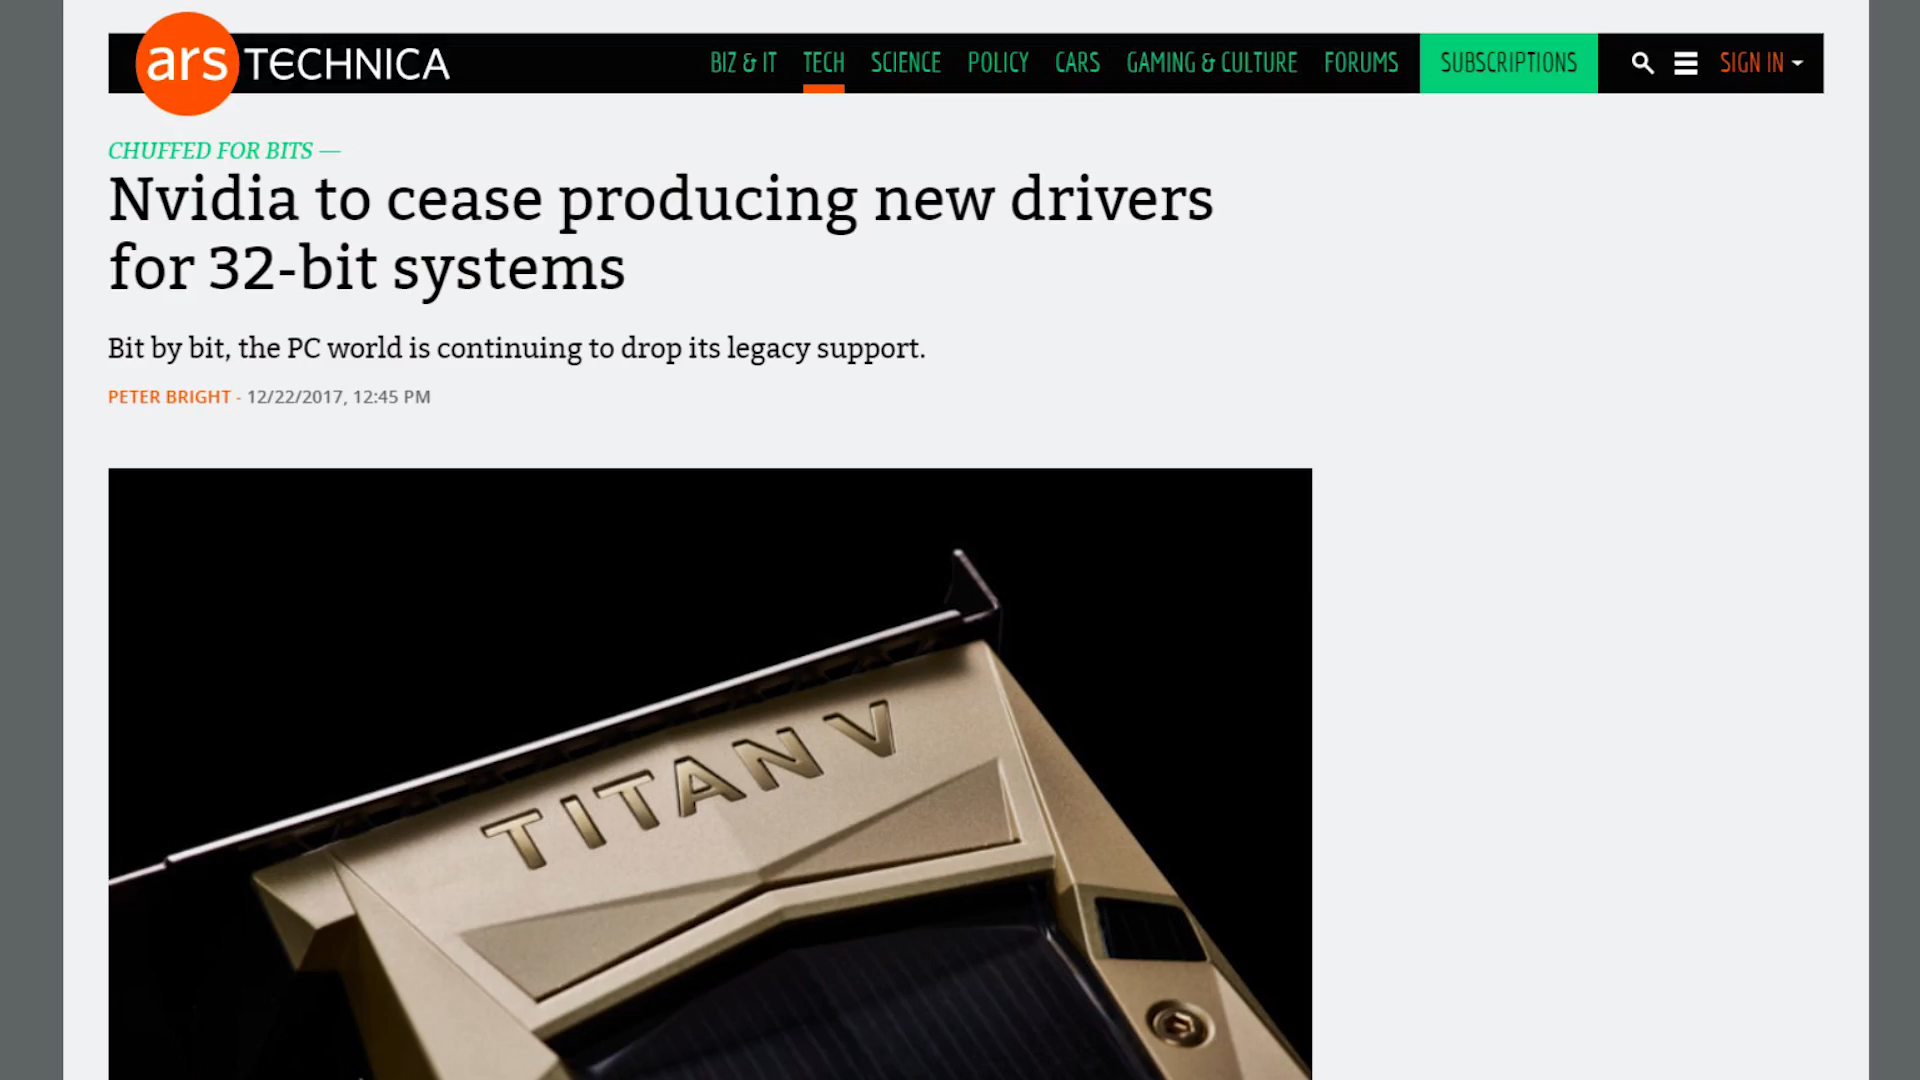 ars TECHNICA
BIZ & IT TECH SCIENCE POLICY CARS GAMING & CULTURE FORUMS SUBSCRIPTIONS SIGN IN
CHUFFED FOR BITS —
Nvidia to cease producing new drivers
for 32-bit systems
Bit by bit, the PC world is continuing to drop its legacy support.
PETER BRIGHT - 12/22/2017, 12:45 PM
TITAN V